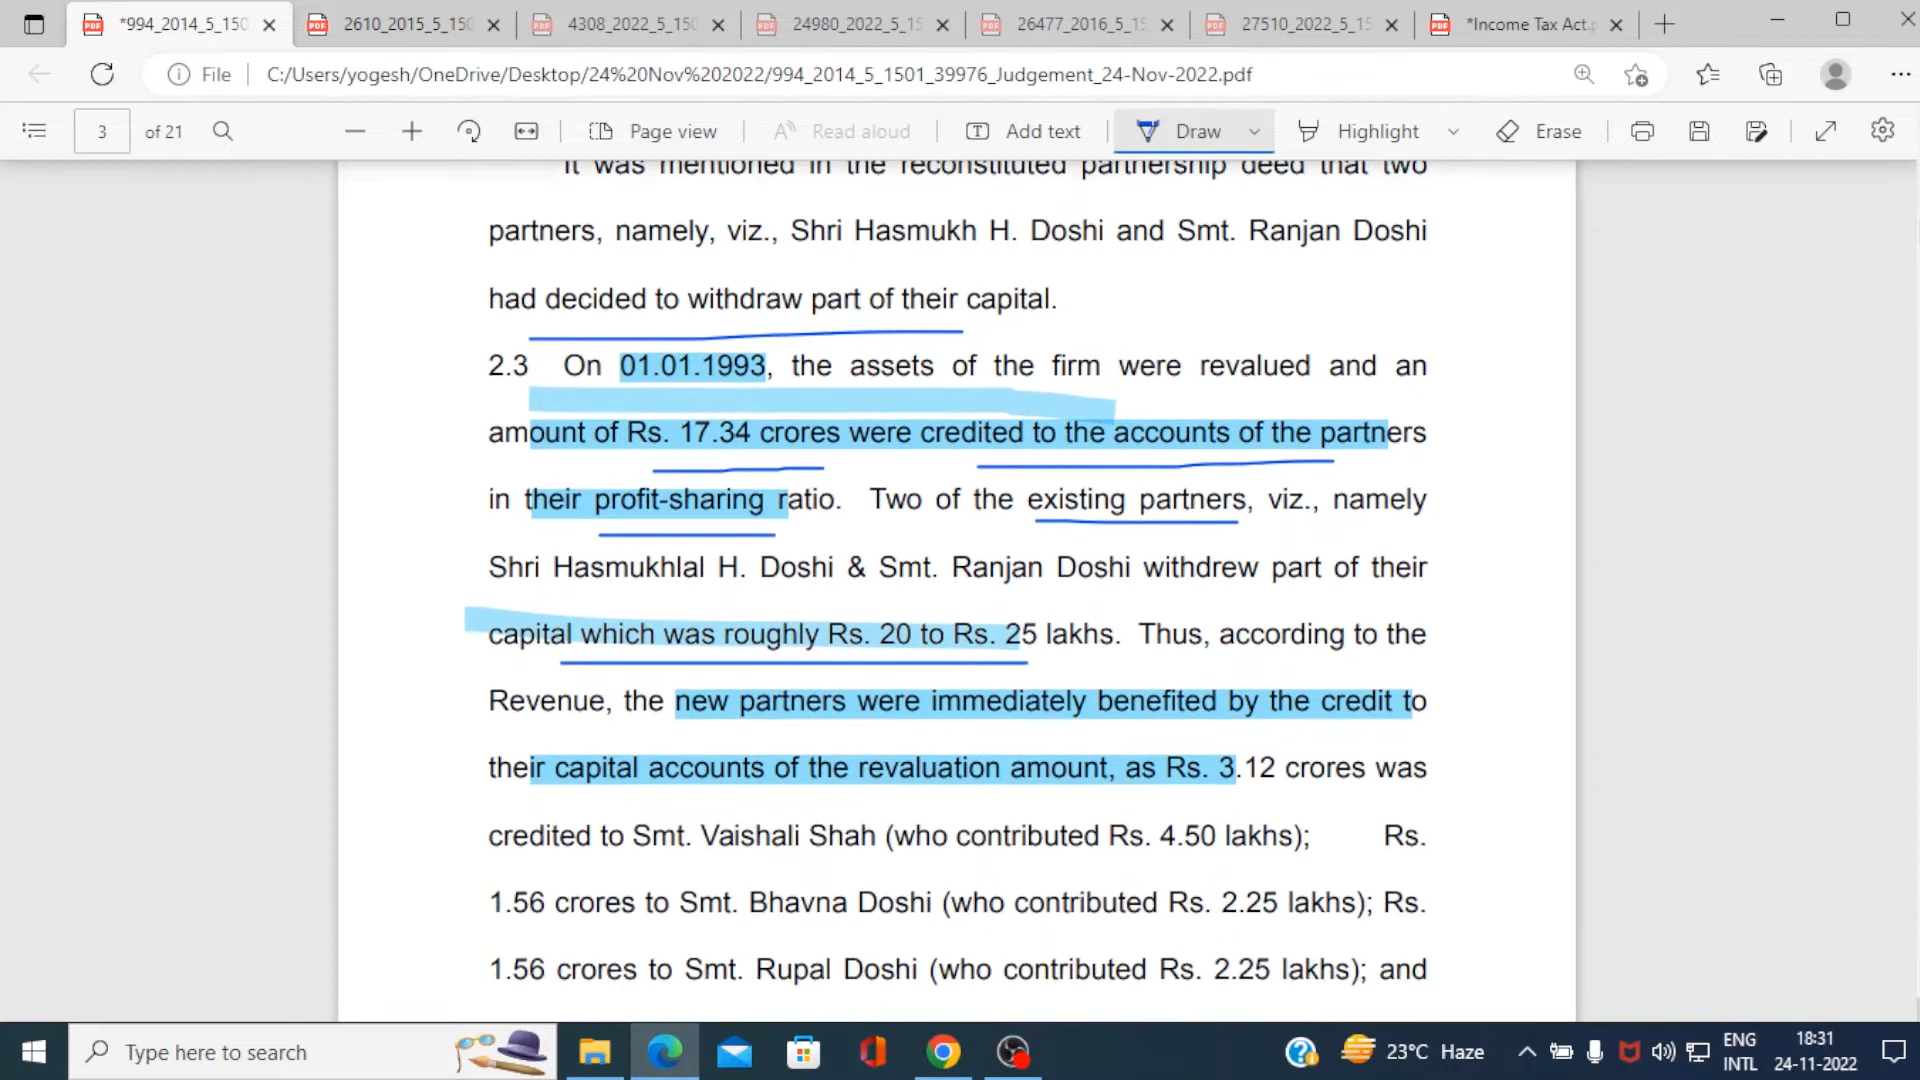 *994_2014_5_150
2610_2015_5_150
4308_2022_5_150
24980_2022_5_15
26477_2016_5_15
27510_2022_5_15
*Income Tax Act.
File
C:/Users/yogesh/OneDrive/Desktop/24%20Nov%202022/994_2014_5_1501_39976_Judgement_24-Nov-2022.pdf
3 of 21
Page view
Read aloud
Add text
Draw
Highlight
Erase
It was mentioned in the reconstituted partnership deed that two
partners, namely, viz., Shri Hasmukh H. Doshi and Smt. Ranjan Doshi
had decided to withdraw part of their capital.
2.3 On 01.01.1993, the assets of the firm were revalued and an
amount of Rs. 17.34 crores were credited to the accounts of the partners
in their profit-sharing ratio. Two of the existing partners, viz., namely
Shri Hasmukhlal H. Doshi & Smt. Ranjan Doshi withdrew part of their
capital which was roughly Rs. 20 to Rs. 25 lakhs. Thus, according to the
Revenue, the new partners were immediately benefited by the credit to
their capital accounts of the revaluation amount, as Rs. 3.12 crores was
credited to Smt. Vaishali Shah (who contributed Rs. 4.50 lakhs); Rs.
1.56 crores to Smt. Bhavna Doshi (who contributed Rs. 2.25 lakhs); Rs.
1.56 crores to Smt. Rupal Doshi (who contributed Rs. 2.25 lakhs); and
Type here to search
23°C Haze
ENG
INTL
18:31
24-11-2022